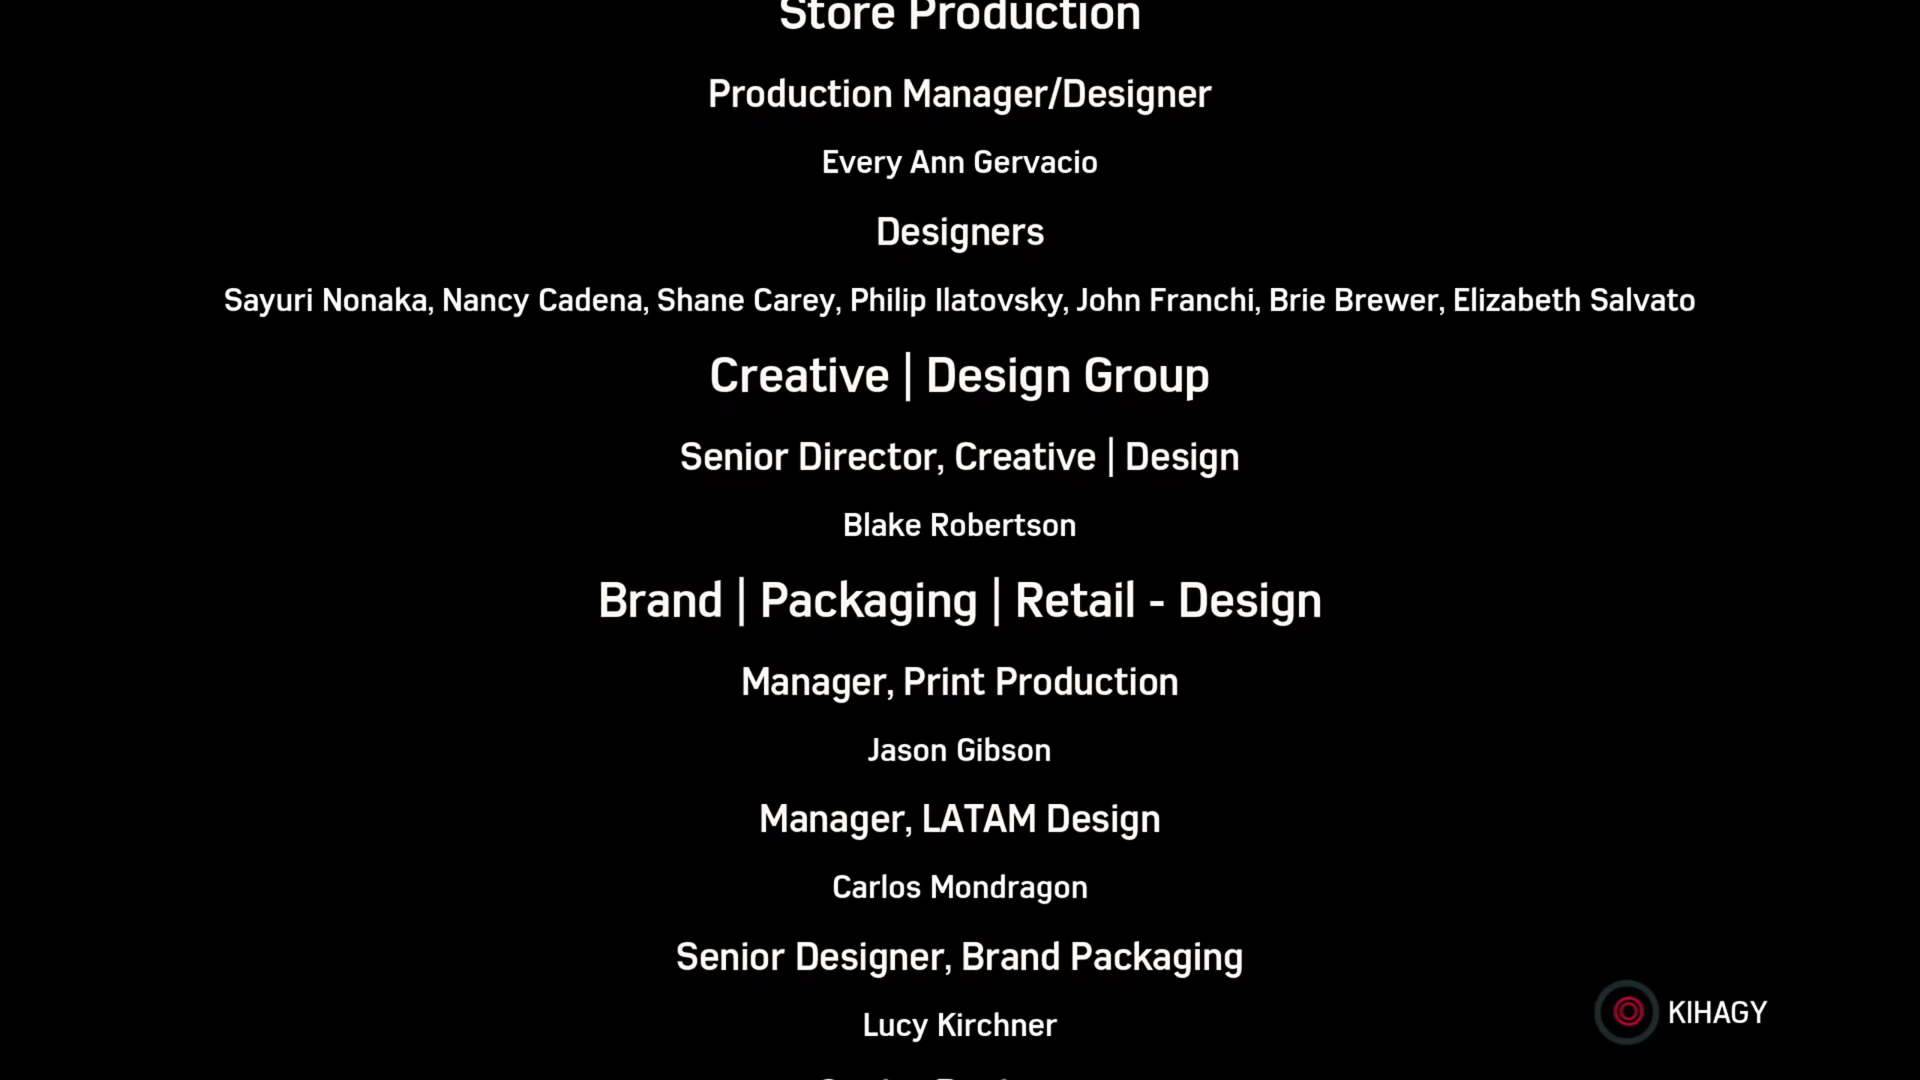 Store Production
Production Manager/Designer
Every Ann Gervacio
Designers
Sayuri Nonaka, Nancy Cadena, Shane Carey, Philip Ilatovsky, John Franchi, Brie Brewer, Elizabeth Salvato
Creative | Design Group
Senior Director, Creative | Design
Blake Robertson
Brand | Packaging | Retail - Design
Manager, Print Production
Jason Gibson
Manager, LATAM Design
Carlos Mondragon
Senior Designer, Brand Packaging
Lucy Kirchner
KIHAGY